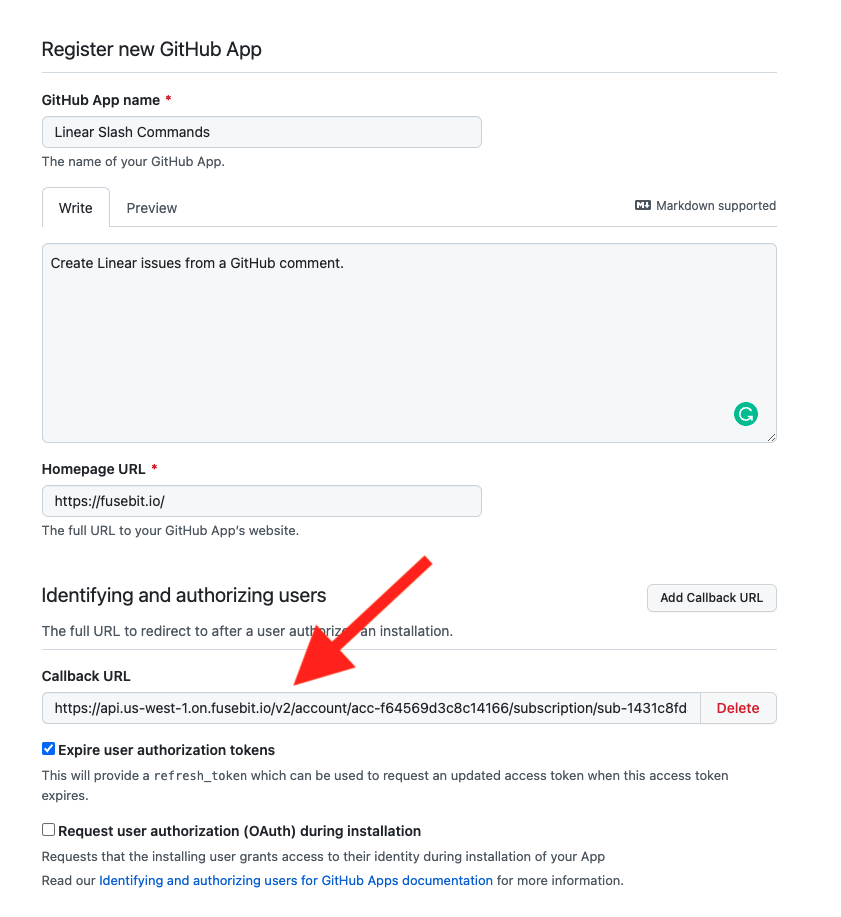 Register new GitHub App
GitHub App name *
Linear Slash Commands
The name of your GitHub App.
Write Preview Markdown supported
Create Linear issues from a GitHub comment.
Homepage URL *
https://fusebit.io/
The full URL to your GitHub App's website.
Identifying and authorizing users Add Callback URL
The full URL to redirect to after a user an installation.
Callback URL
https://api.us-west-1.on.fusebit.io/v2/account/acc-f64569d3c8c14166/subscription/sub-1431c8fd Delete
Expire user authorization tokens
This will provide a refresh_token which can be used to request an updated access token when this access token
expires.
Request user authorization (OAuth) during installation
Requests that the installing user grants access to their identity during installation of your App
Read our Identifying and authorizing users for GitHub Apps documentation for more information.